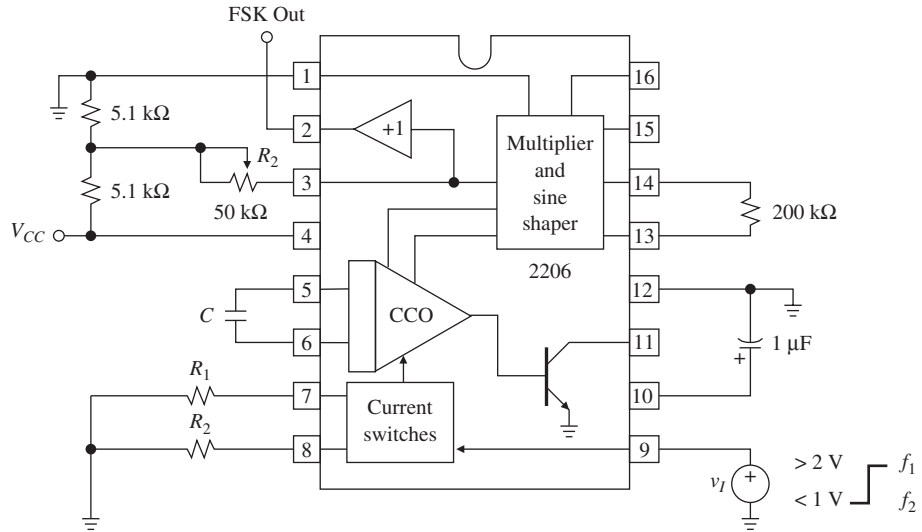 FSK Out
1
16
5.1 kΩ
2
+1
15
Multiplier
and
sine
shaper
R2
3
14
5.1 kΩ
50 kΩ
200 kΩ
VCC
4
13
2206
5
12
C
CCO
6
11
1 μF
+
R1
7
10
Current
switches
R2
8
9
vI
+
> 2 V
f1
< 1 V
f2